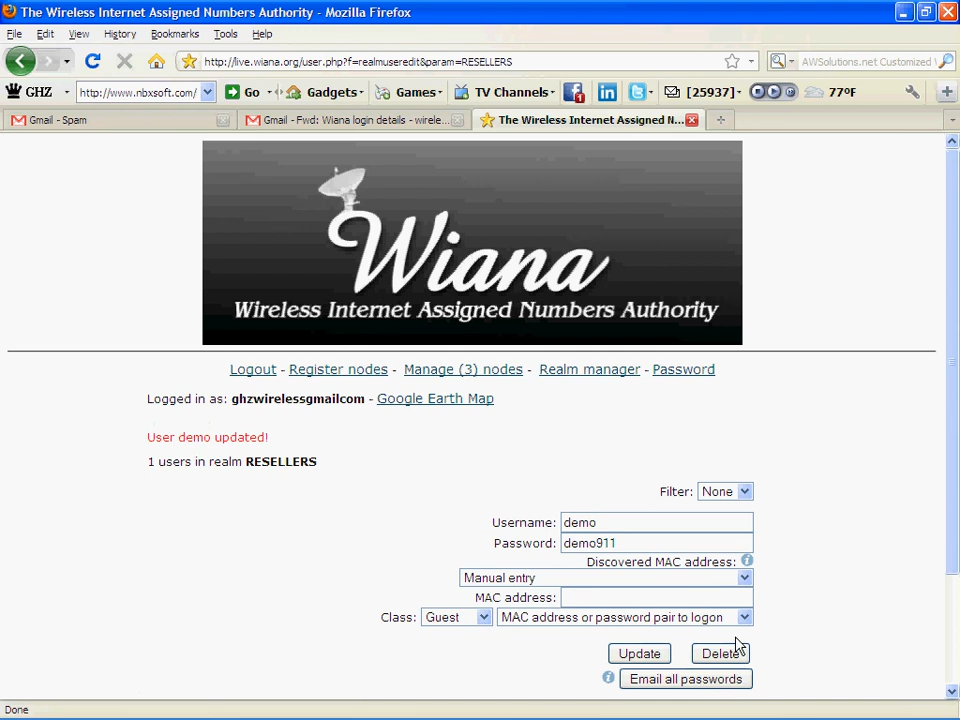 The Wireless Internet Assigned Numbers Authority - Mozilla Firefox
File Edit View History Bookmarks Tools Help
http://live.wiana.org/user.php?f=realmuseredit&param=RESELLERS
AWSolutions.net Customized
GHZ http://www.nbxsoft.com/ Go Gadgets Games TV Channels [25937] 77ºF
Gmail - Spam
Gmail - Fwd: Wiana login details - wirele...
The Wireless Internet Assigned N...
Wiana
Wireless Internet Assigned Numbers Authority
Logout - Register nodes - Manage (3) nodes - Realm manager - Password
Logged in as: ghzwirelessgmailcom - Google Earth Map
User demo updated!
1 users in realm RESELLERS
Filter: None
Username: demo
Password: demo911
Discovered MAC address:
Manual entry
MAC address:
Class: Guest MAC address or password pair to logon
Update Delete
Email all passwords
Done